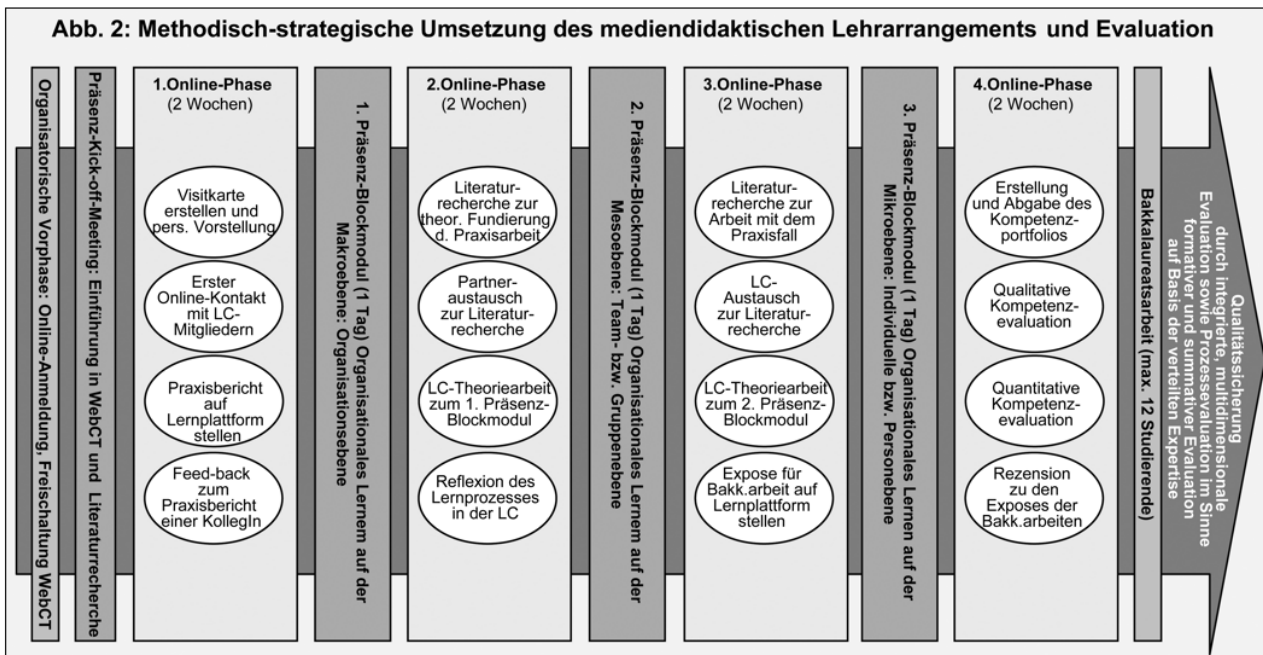 Abb. 2: Methodisch-strategische Umsetzung des mediendidaktischen Lehrarrangements und Evaluation
Organisatorische Vorphase: Online-Anmeldung, Freischaltung WebCT
Präsenz-Kick-off-Meeting: Einführung in WebCT und Literaturrecherche
1.Online-Phase
(2 Wochen)
Visitkarte
erstellen und
pers. Vorstellung
Erster
Online-Kontakt
mit LC-
Mitgliedern
Praxisbericht
auf
Lernplattform
stellen
Feed-back
zum
Praxisbericht
einer KollegIn
1. Präsenz-Blockmodul (1 Tag) Organisationales Lernem auf der
Makroebene: Organisationsebene
2.Online-Phase
(2 Wochen)
Literatur-
recherche zur
theor. Fundierung
d. Praxisarbeit
Partner-
austausch
zur Literatur-
recherche
LC-Theoriearbeit
zum 1. Präsenz-
Blockmodul
Reflexion des
Lernprozesses
in der LC
2. Präsenz-Blockmodul (1 Tag) Organisationales Lernem auf der
Mesoebene: Team- bzw. Gruppenebene
3.Online-Phase
(2 Wochen)
Literatur-
recherche zur
Arbeit mit dem
Praxisfall
LC-
Austausch
zur Literatur-
recherche
LC-Theoriearbeit
zum 2. Präsenz-
Blockmodul
Expose für
Bakk.arbeit auf
Lernplattform
stellen
3. Präsenz-Blockmodul (1 Tag) Organisationales Lernen auf der
Mikroebene: Individuelle bzw. Personebene
4.Online-Phase
(2 Wochen)
Erstellung
und Abgabe des
Kompetenz-
portfolios
Qualitative
Kompetenz-
evaluation
Quantitative
Kompetenz-
evaluation
Rezension
zu den
Exposes der
Bakk.arbeiten
Bakkalaureatsarbeit (max. 12 Studierende)
Qualitätssicherung
durch integrierte, multidimensionale
Evaluation sowie Prozessevaluation im Sinne
formativer und summativer Evaluation
auf Basis der verteilten Expertise